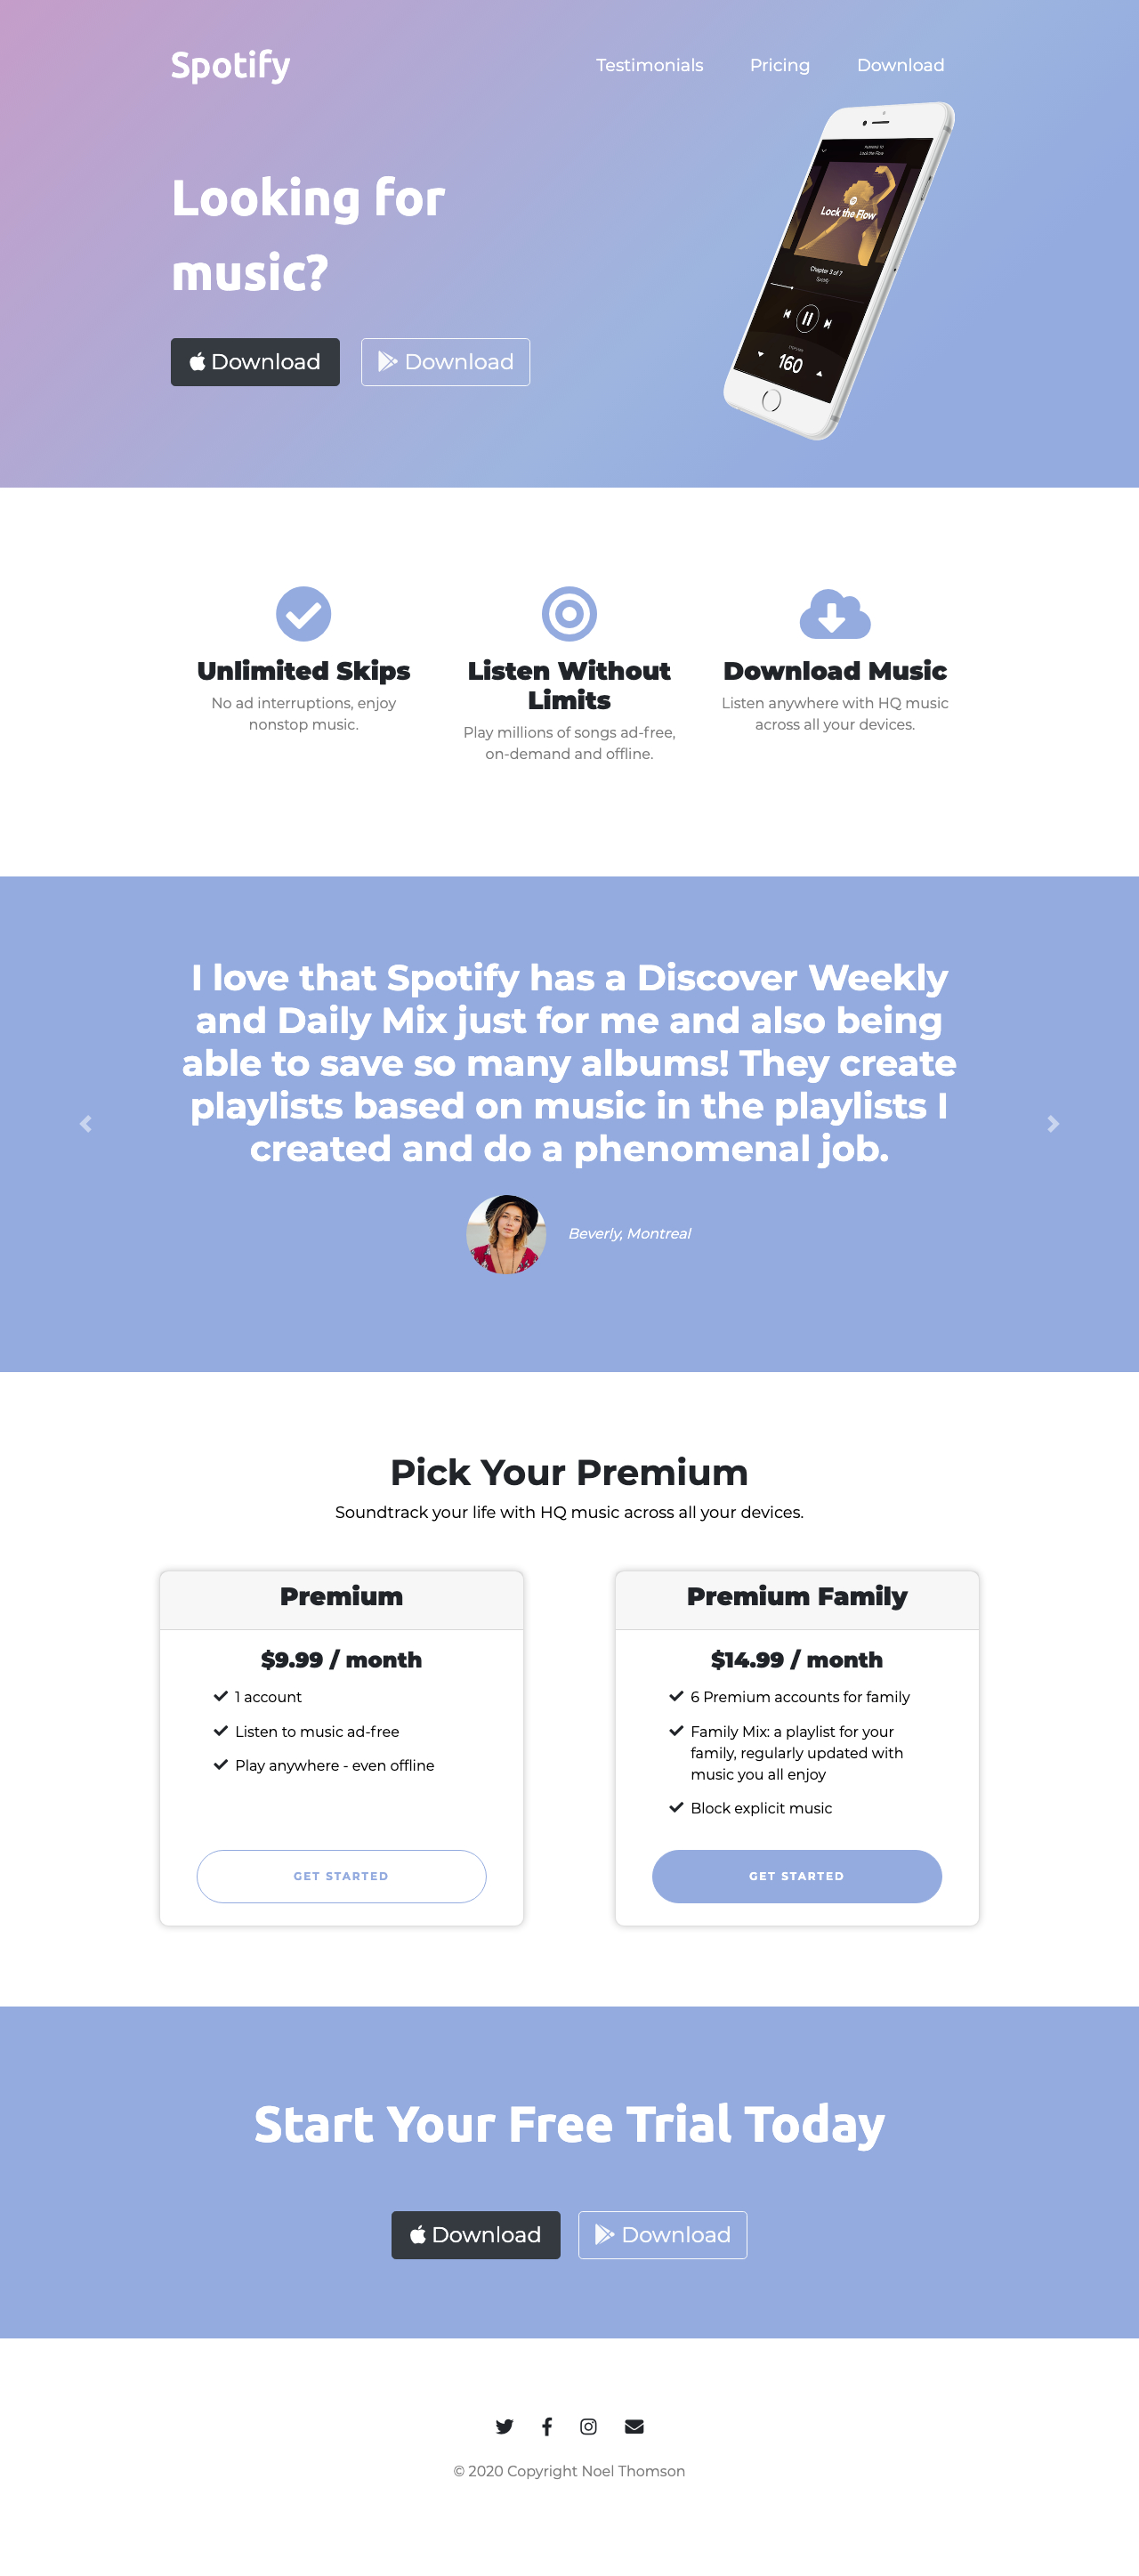 Spotify
Testimonials
Pricing
Download
Looking for
music?
Download
Download
Lock the Flow
Lock the Flow
Chapter 3 of 7
Spotify
160
Unlimited Skips
No ad interruptions, enjoy
nonstop music.
Listen Without
Limits
Play millions of songs ad-free,
on-demand and offline.
Download Music
Listen anywhere with HQ music
across all your devices.
I love that Spotify has a Discover Weekly
and Daily Mix just for me and also being
able to save so many albums! They create
playlists based on music in the playlists I
created and do a phenomenal job.
Beverly, Montreal
Pick Your Premium
Soundtrack your life with HQ music across all your devices.
Premium
$9.99 / month
1 account
Listen to music ad-free
Play anywhere - even offline
GET STARTED
Premium Family
$14.99 / month
6 Premium accounts for family
Family Mix: a playlist for your
family, regularly updated with
music you all enjoy
Block explicit music
GET STARTED
Start Your Free Trial Today
Download
Download
© 2020 Copyright Noel Thomson